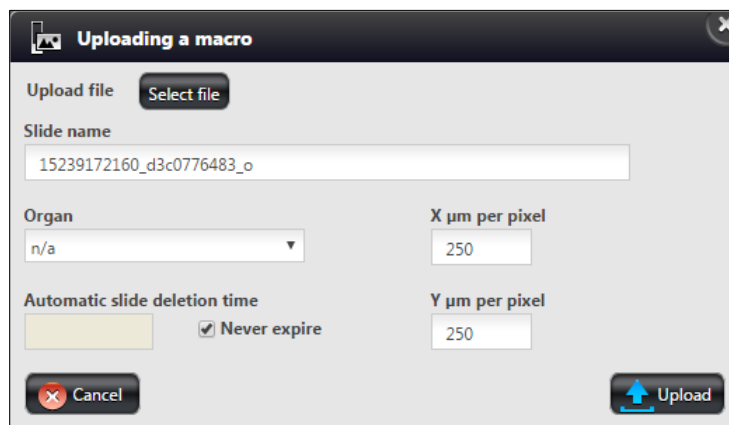 Uploading a macro
Upload file Select file
Slide name
15239172160_d3c0776483_o
Organ X µm per pixel
n/a 250
Automatic slide deletion time Y µm per pixel
Never expire 250
Cancel Upload